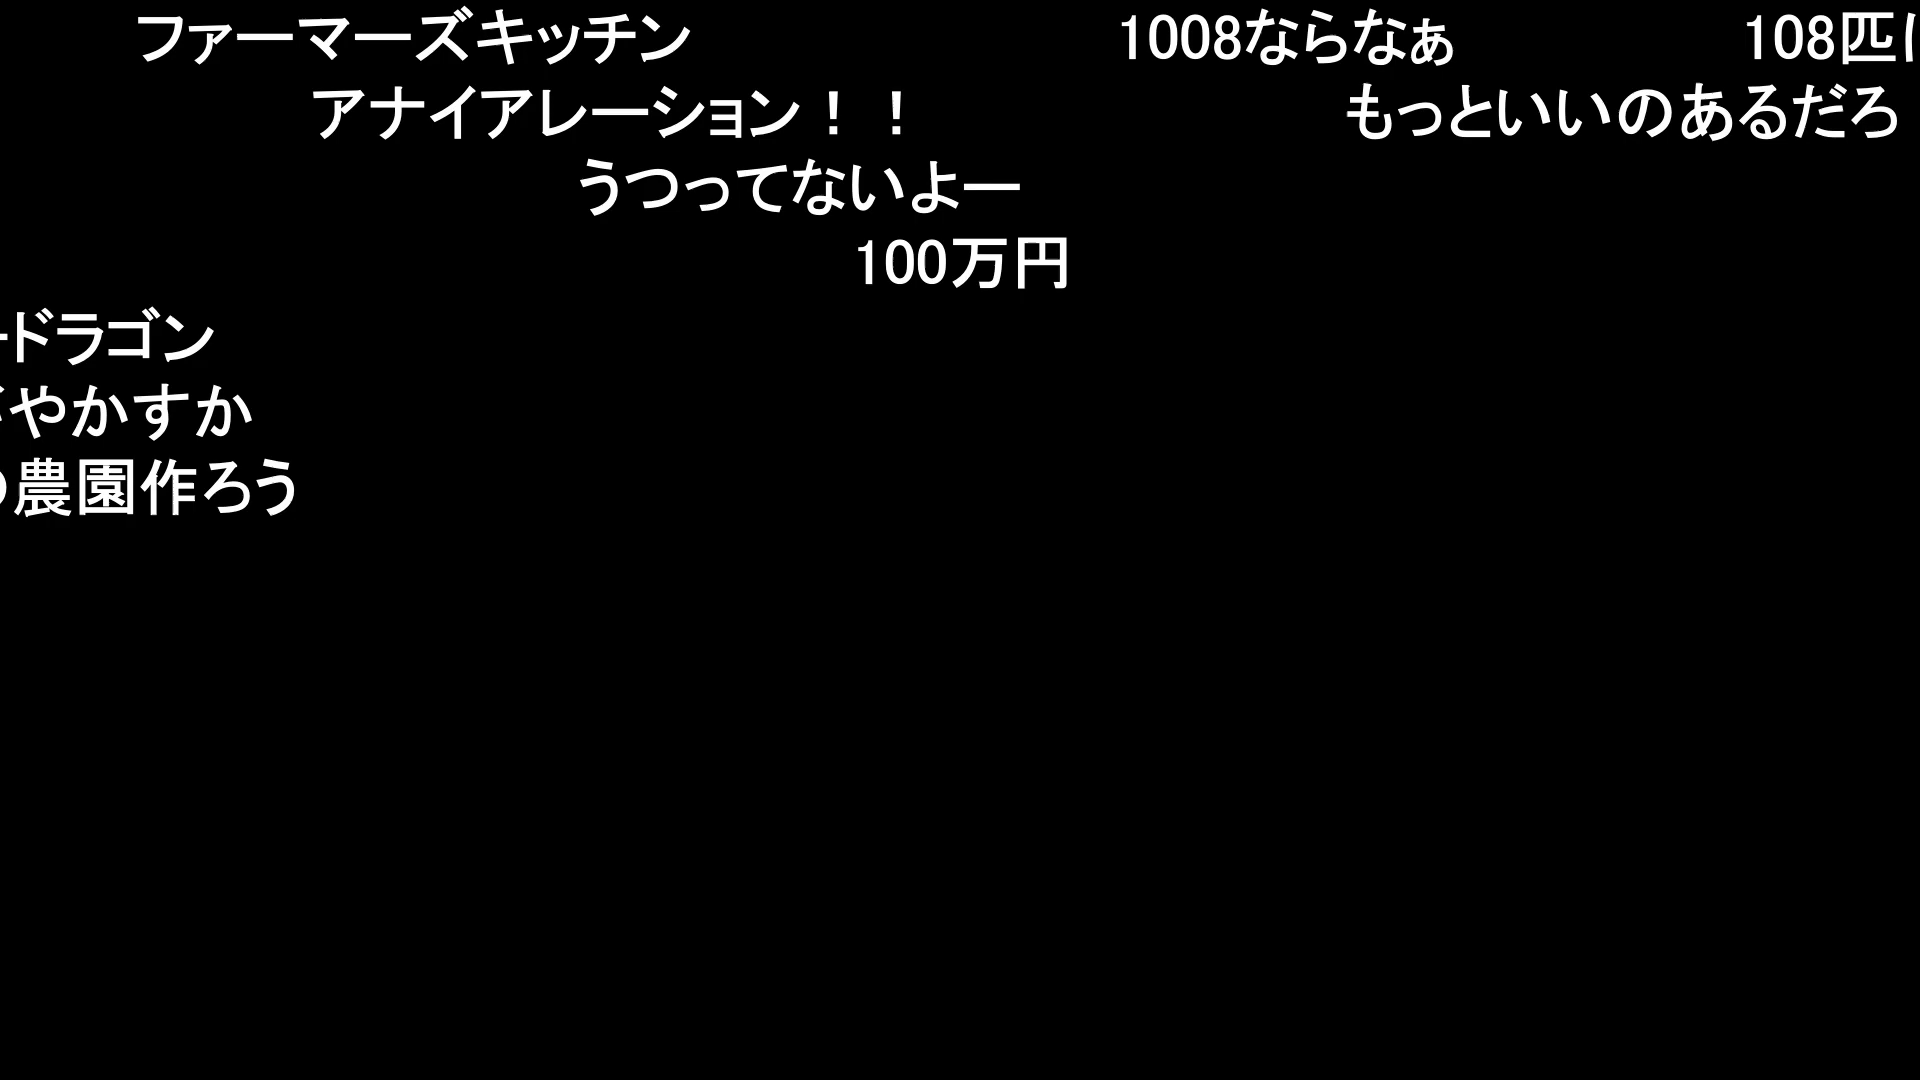 ファーマーズキッチン 1008ならなぁ 108匹
アナイアレーション！！ もっといいのあるだろ
うつってないよー
100万円
ードラゴン
やかすか
農園作ろう